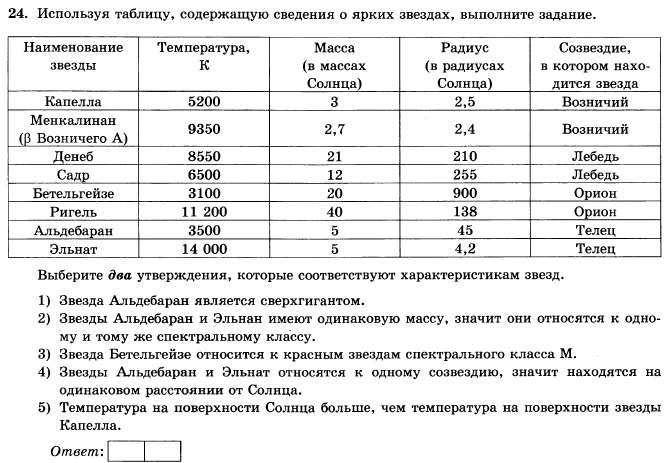 24. Используя таблицу, содержащую сведения о ярких звездах, выполните задание.
Наименование звезды | Температура, К | Масса (в массах Солнца) | Радиус (в радиусах Солнца) | Созвездие, в котором находится звезда
Капелла | 5200 | 3 | 2,5 | Возничий
Менкалинан (β Возничего А) | 9350 | 2,7 | 2,4 | Возничий
Денеб | 8550 | 21 | 210 | Лебедь
Садр | 6500 | 12 | 255 | Лебедь
Бетельгейзе | 3100 | 20 | 900 | Орион
Ригель | 11 200 | 40 | 138 | Орион
Альдебаран | 3500 | 5 | 45 | Телец
Эльнат | 14 000 | 5 | 4,2 | Телец
Выберите два утверждения, которые соответствуют характеристикам звезд.
1) Звезда Альдебаран является сверхгигантом.
2) Звезды Альдебаран и Эльнан имеют одинаковую массу, значит они относятся к одно-
му и тому же спектральному классу.
3) Звезда Бетельгейзе относится к красным звездам спектрального класса М.
4) Звезды Альдебаран и Эльнат относятся к одному созвездию, значит находятся на
одинаковом расстоянии от Солнца.
5) Температура на поверхности Солнца больше, чем температура на поверхности звезды
Капелла.
Ответ: